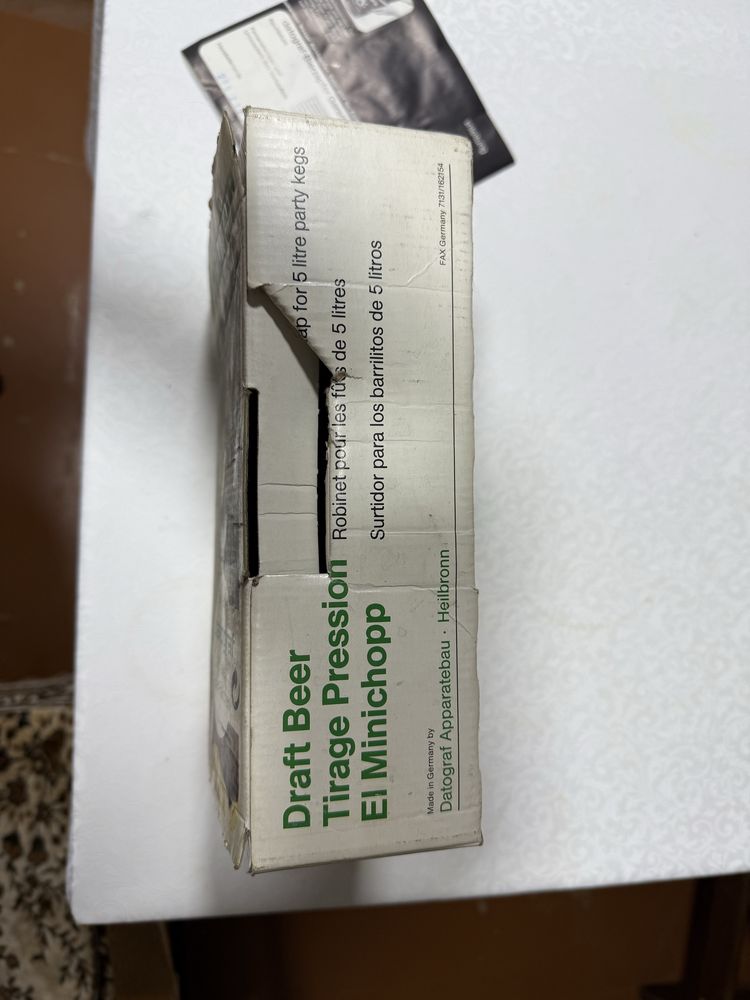 Draft Beer
Tirage Pression
El Minichopp
ap for 5 litre party kegs
Robinet pour les fûts de 5 litres
Surtidor para los barrilitos de 5 litros
Made in Germany by
Datograf Apparatebau · Heilbronn
FAX Germany 7131/162154